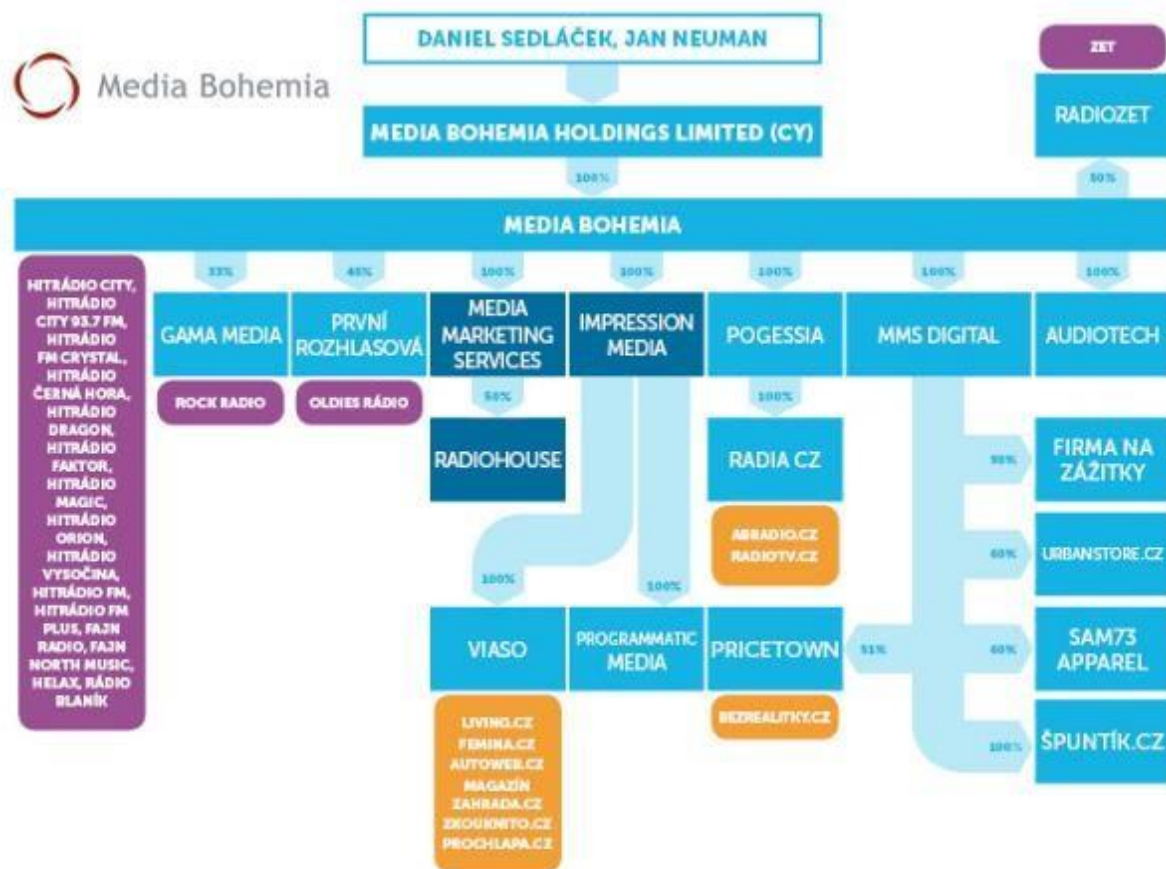 DANIEL SEDLÁČEK, JAN NEUMAN
ZET
Media Bohemia
RADIOZET
MEDIA BOHEMIA HOLDINGS LIMITED (CY)
100%
50%
MEDIA BOHEMIA
33%
45%
100%
100%
100%
100%
100%
HITRÁDIO CITY,
HITRÁDIO
CITY 93.7 FM,
HITRÁDIO
FM CRYSTAL,
HITRÁDIO
ČERNÁ HORA,
HITRÁDIO
DRAGON,
HITRÁDIO
FAKTOR,
HITRÁDIO
MAGIC,
HITRÁDIO
ORION,
HITRÁDIO
VYSOČINA,
HITRÁDIO FM,
HITRÁDIO FM
PLUS, FAJN
RADIO, FAJN
NORTH MUSIC,
HELAX, RÁDIO
BLANÍK
GAMA MEDIA
PRVNÍ
ROZHLASOVÁ
MEDIA
MARKETING
SERVICES
IMPRESSION
MEDIA
POGESSIA
MMS DIGITAL
AUDIOTECH
ROCK RADIO
OLDIES RÁDIO
50%
100%
RADIOHOUSE
RADIA CZ
FIRMA NA
ZÁŽITKY
ABRADIO.CZ
RADIOTV.CZ
60%
URBANSTORE.CZ
100%
100%
VIASO
PROGRAMMATIC
MEDIA
PRICETOWN
51%
60%
SAM73
APPAREL
LIVING.CZ
FEMINA.CZ
AUTOWEB.CZ
MAGAZÍN
ZAHRADA.CZ
ZKOUKNITO.CZ
PROCHLAPA.CZ
BEZREALITKY.CZ
100%
ŠPUNTÍK.CZ